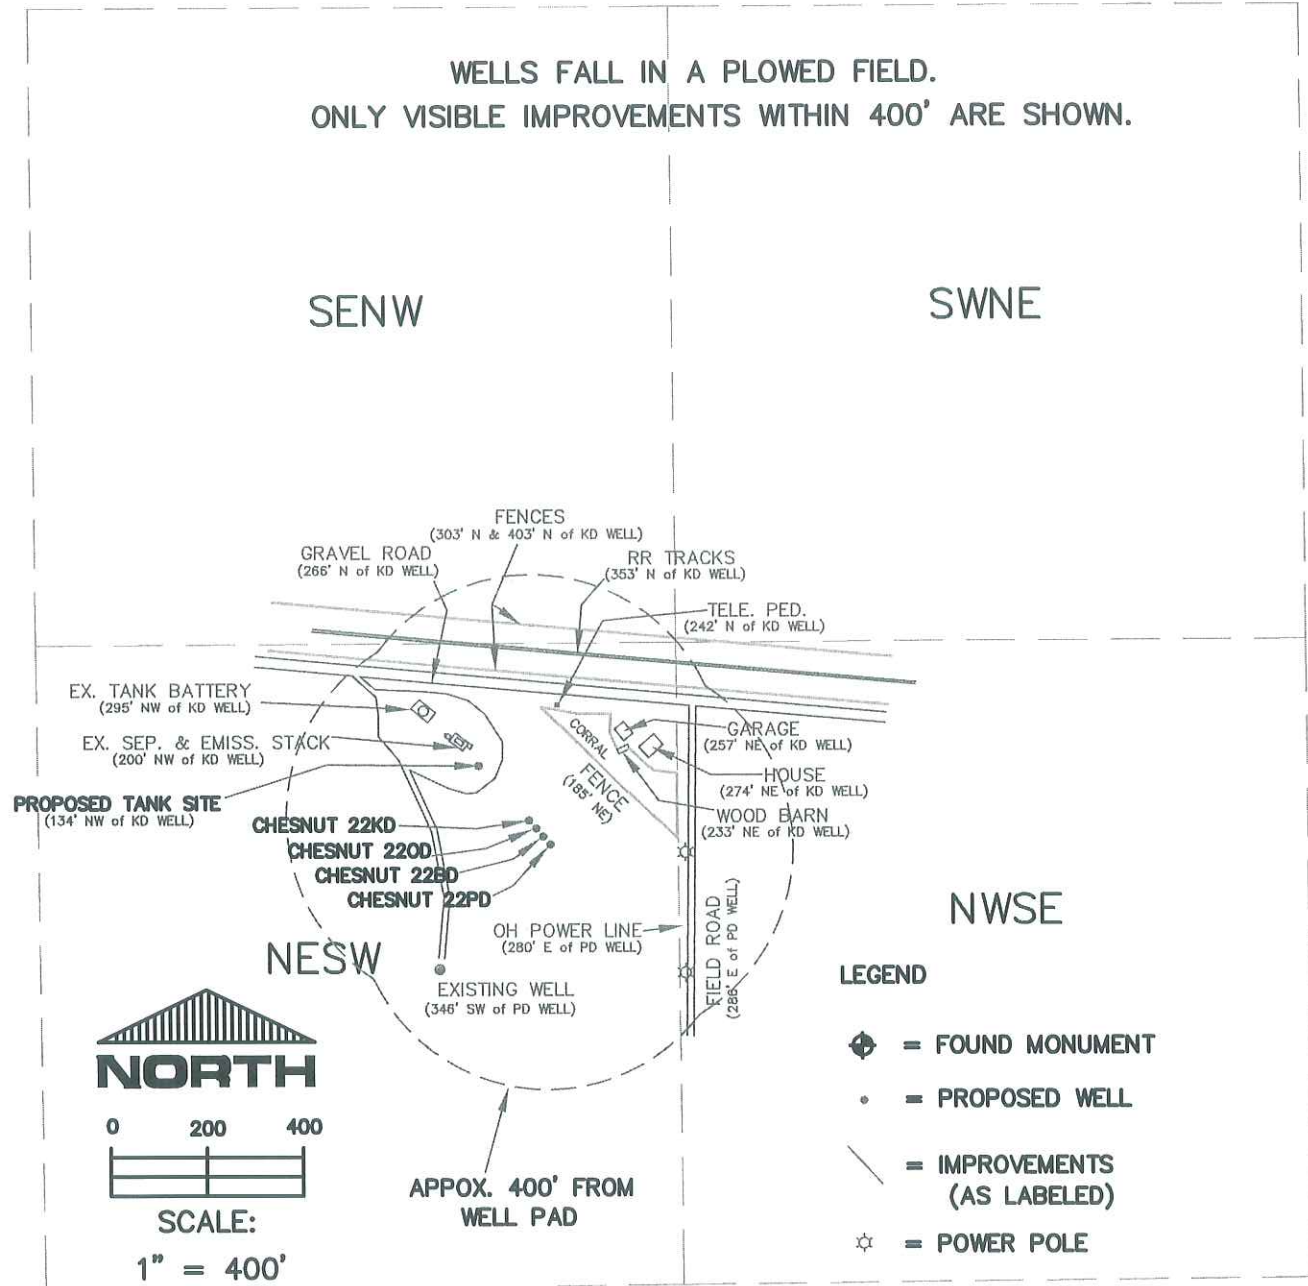 WELLS FALL IN A PLOWED FIELD.
ONLY VISIBLE IMPROVEMENTS WITHIN 400' ARE SHOWN.
SENW
SWNE
FENCES
(303' N & 403' N of KD WELL)
GRAVEL ROAD
(266' N of KD WELL)
RR TRACKS
(353' N of KD WELL)
TELE. PED.
(242' N of KD WELL)
EX. TANK BATTERY
(295' NW of KD WELL)
EX. SEP. & EMISS. STACK
(200' NW of KD WELL)
PROPOSED TANK SITE
(134' NW of KD WELL)
CORRAL
FENCE
(185' NE)
GARAGE
(257' NE of KD WELL)
HOUSE
(274' NE of KD WELL)
WOOD BARN
(233' NE of KD WELL)
CHESNUT 22KD
CHESNUT 22OD
CHESNUT 22BD
CHESNUT 22PD
OH POWER LINE
(280' E of PD WELL)
FIELD ROAD
(286' E of PD WELL)
NESW
NWSE
EXISTING WELL
(346' SW of PD WELL)
NORTH
0 200 400
SCALE:
1" = 400'
APPOX. 400' FROM
WELL PAD
LEGEND
= FOUND MONUMENT
= PROPOSED WELL
= IMPROVEMENTS
(AS LABELED)
= POWER POLE